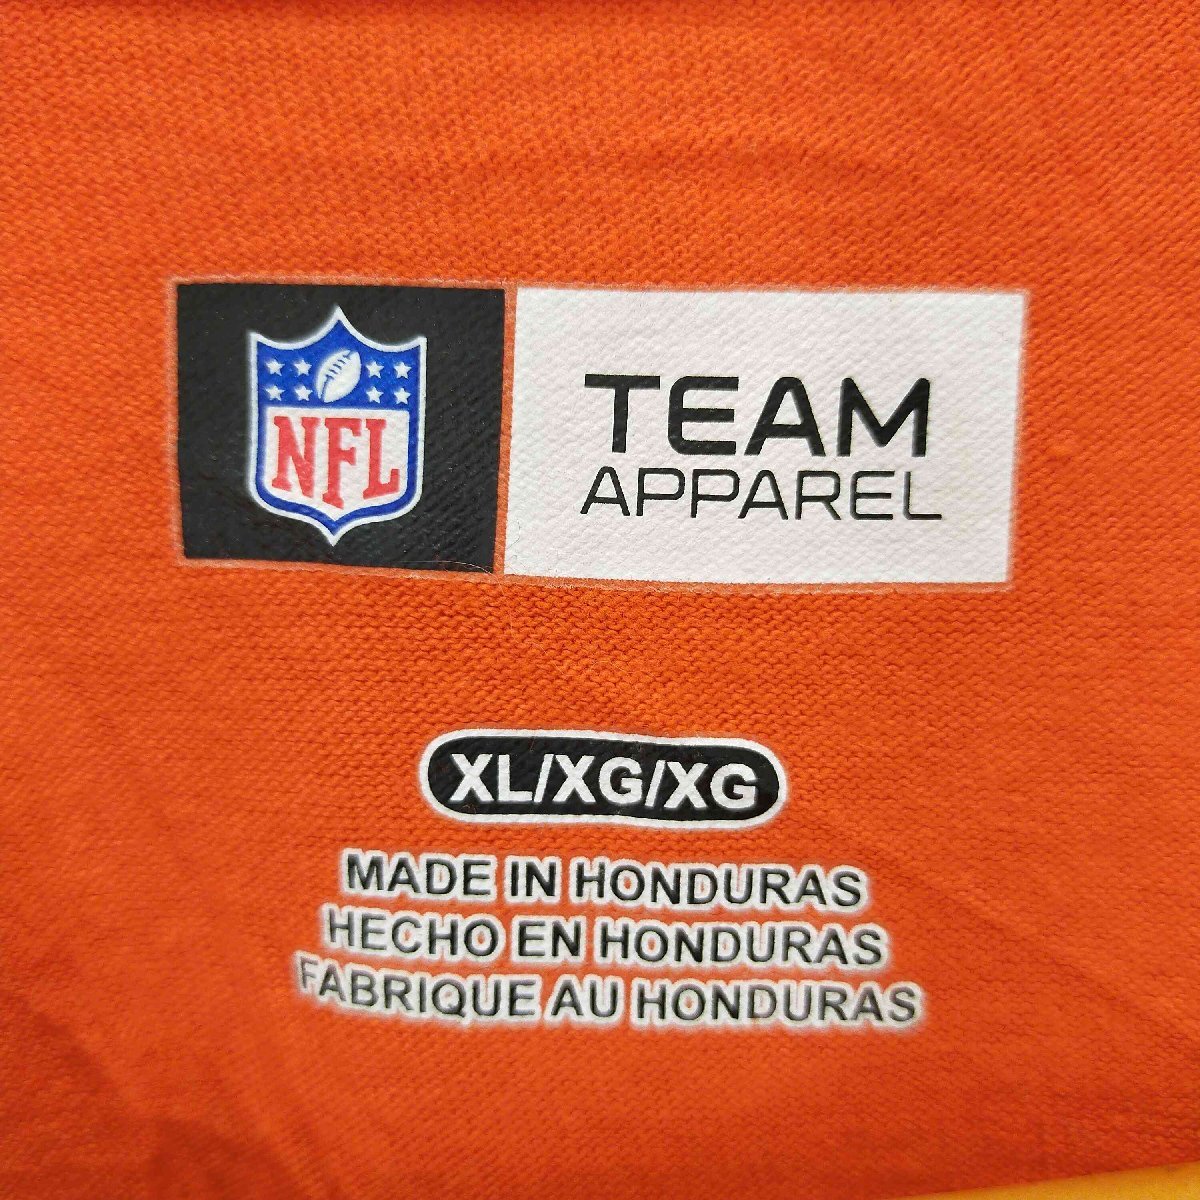 NFL
TEAM
APPAREL
XL/XG/XG
MADE IN HONDURAS
HECHO EN HONDURAS
FABRIQUE AU HONDURAS